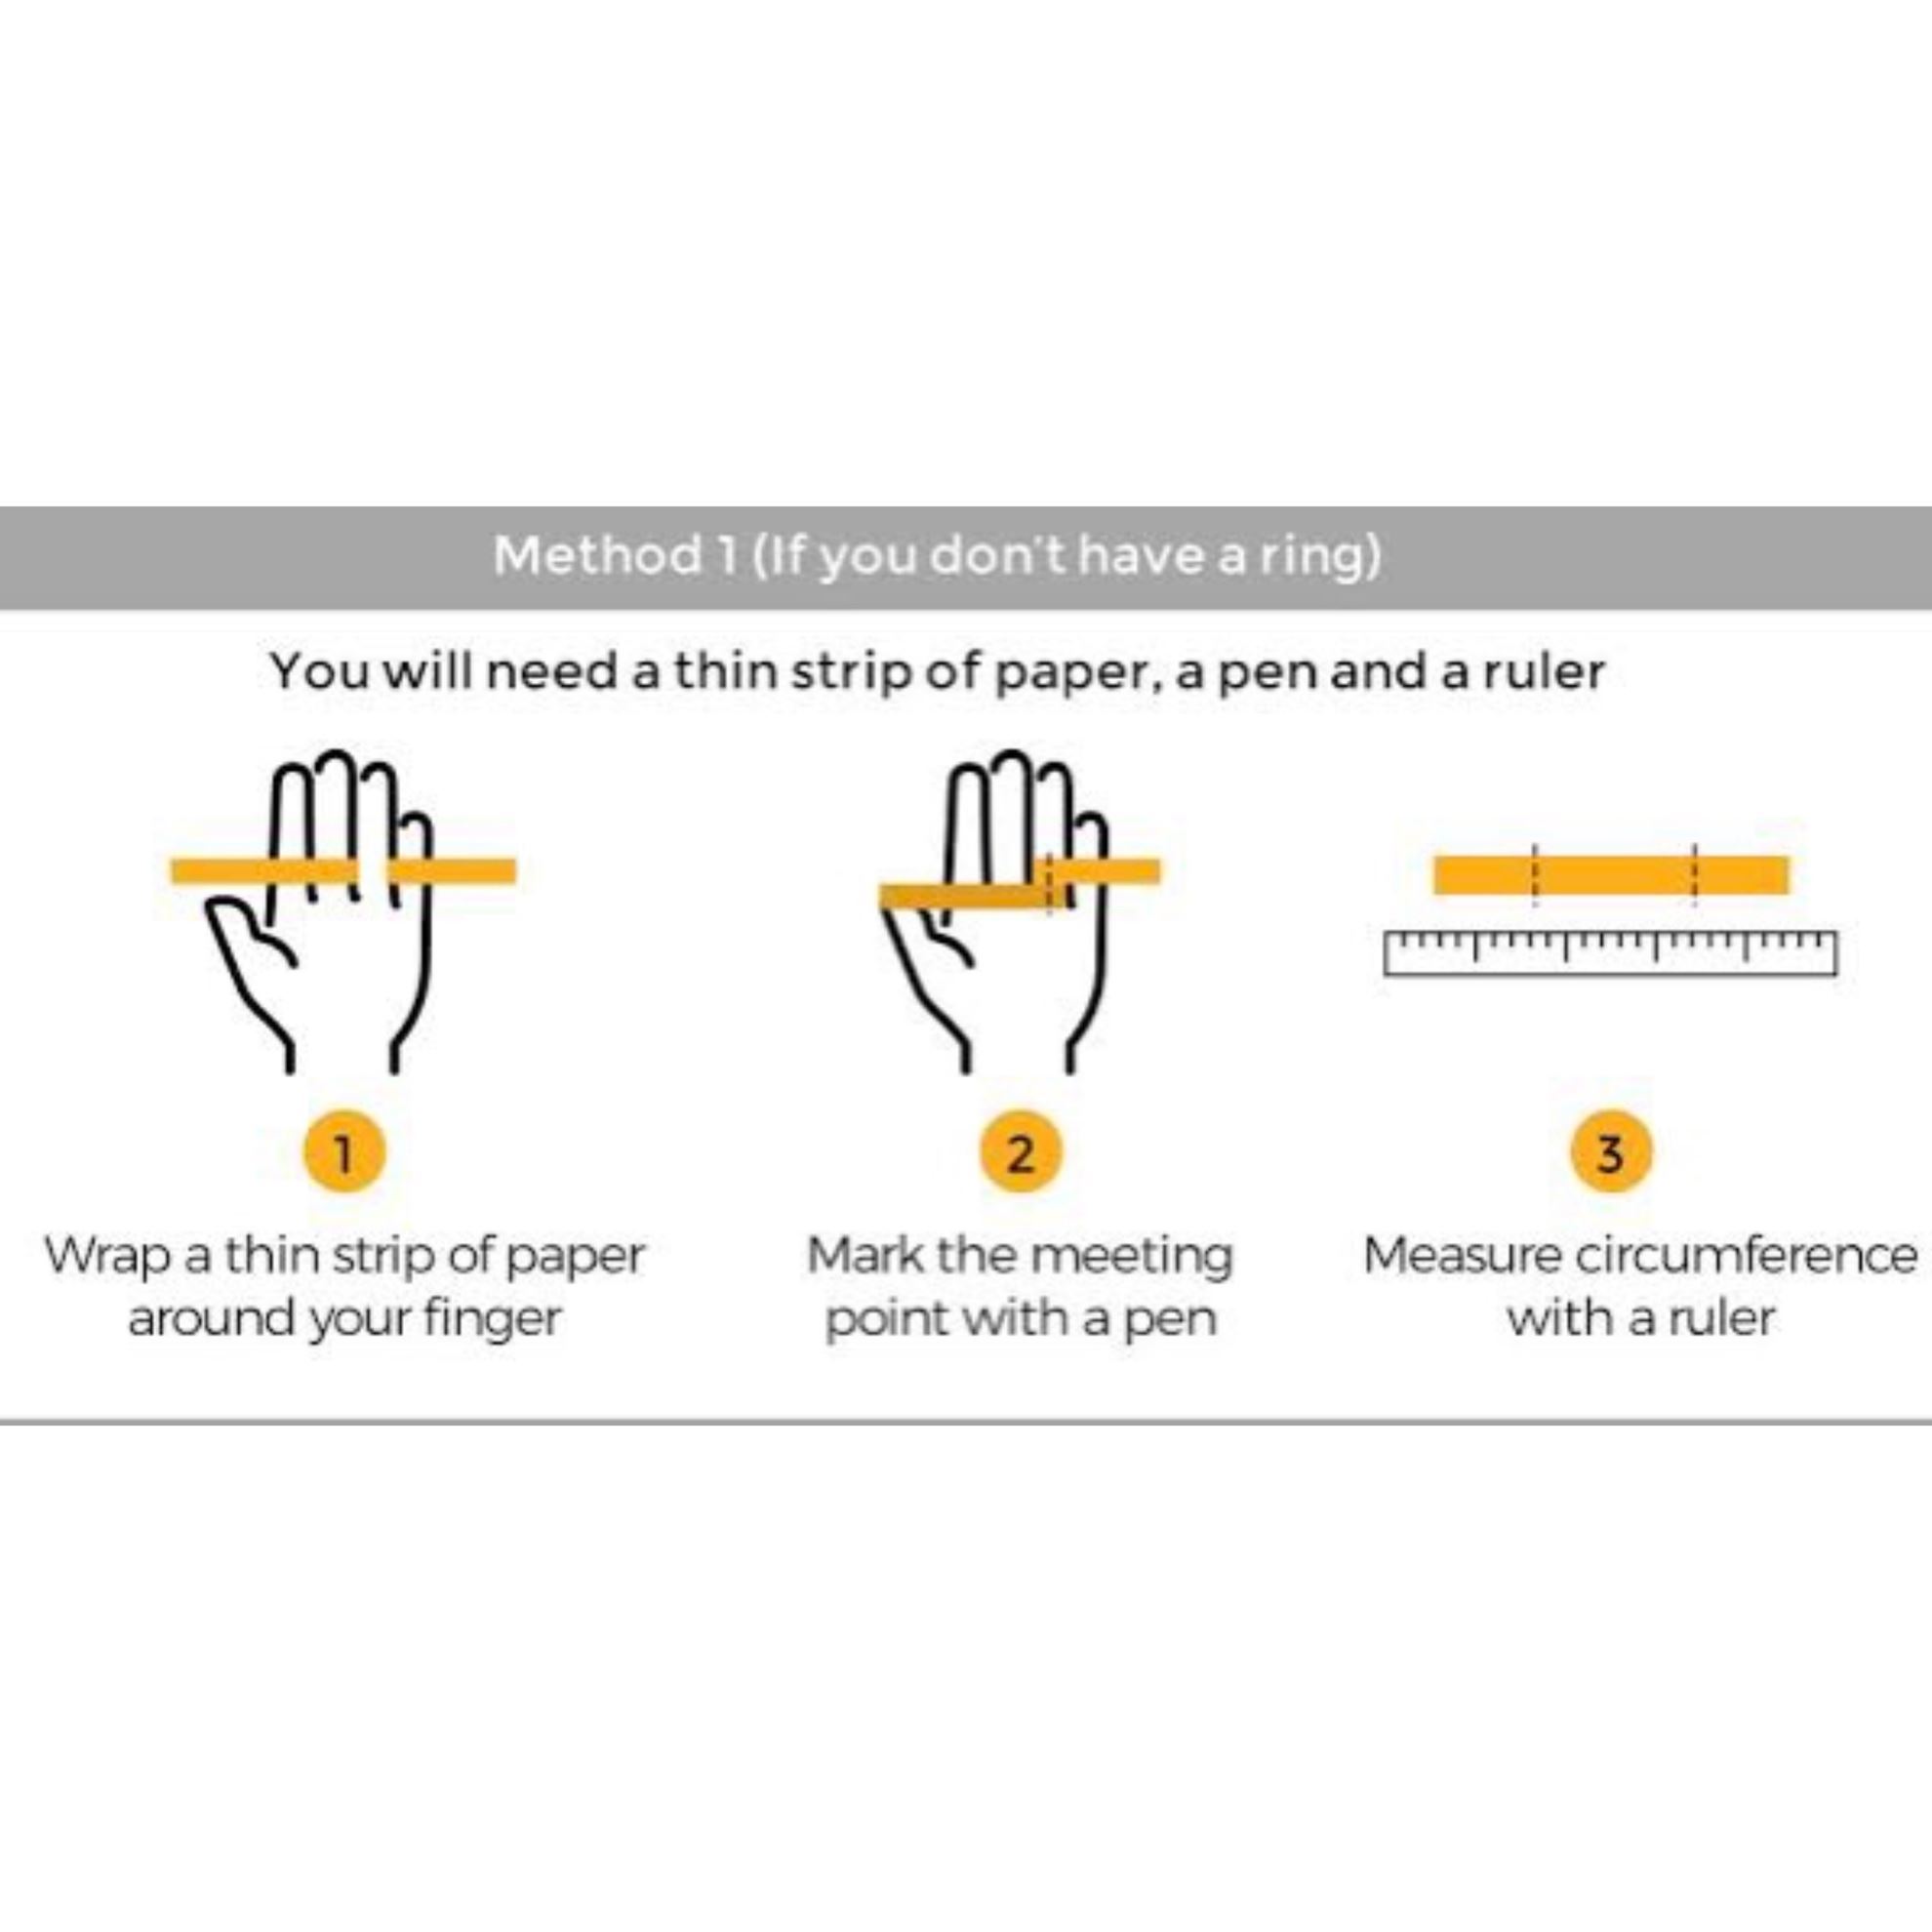 Method 1 (If you don't have a ring)
You will need a thin strip of paper, a pen and a ruler
1
Wrap a thin strip of paper
around your finger
2
Mark the meeting
point with a pen
3
Measure circumference
with a ruler